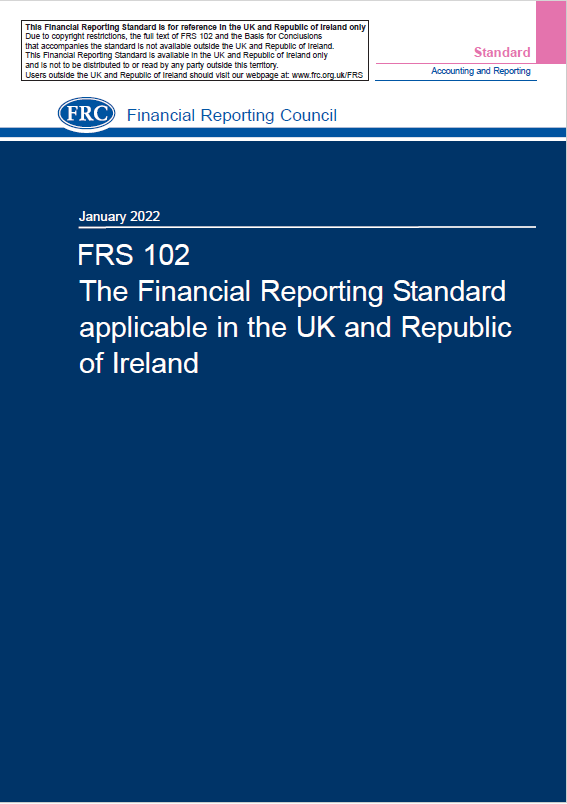 This Financial Reporting Standard is for reference in the UK and Republic of Ireland only
Due to copyright restrictions, the full text of FRS 102 and the Basis for Conclusions
that accompanies the standard is not available outside the UK and Republic of Ireland.
This Financial Reporting Standard is available in the UK and Republic of Ireland only
and is not to be distributed to or read by any party outside this territory.
Users outside the UK and Republic of Ireland should visit our webpage at: www.frc.org.uk/FRS
Standard
Accounting and Reporting
FRC Financial Reporting Council
January 2022
FRS 102
The Financial Reporting Standard
applicable in the UK and Republic
of Ireland